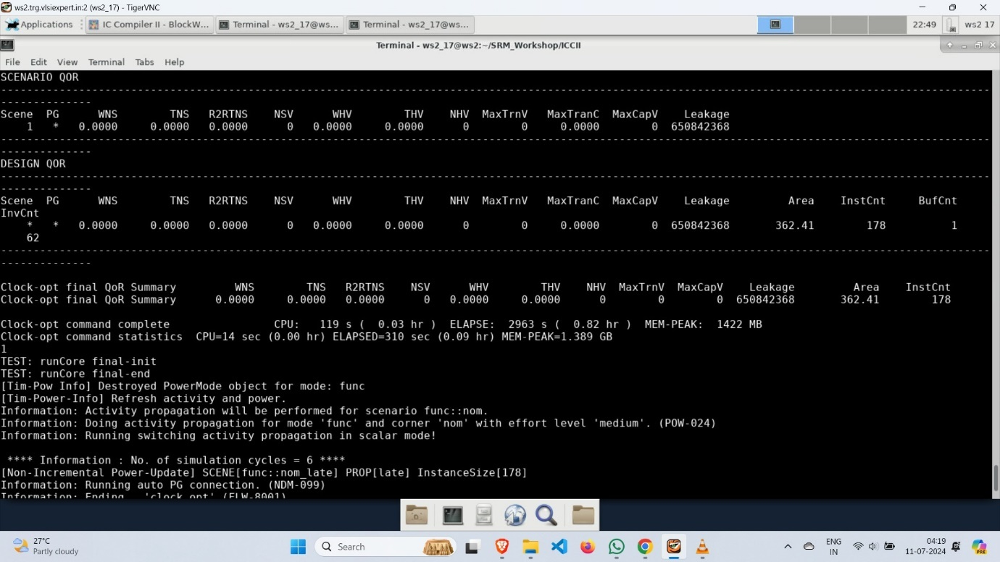 ws2.trg.vlsiexpert.in:2 (ws2_17) - TigerVNC
Applications IC Compiler II - BlockW... Terminal - ws2_17@ws... Terminal - ws2_17@ws... 22:49 ws2 17
Terminal - ws2_17@ws2:~/SRM_Workshop/ICCII
File Edit View Terminal Tabs Help
SCENARIO QOR
--------------------------------------------------------------------------------------------------------------------------------------------------------
--------------
Scene PG WNS TNS R2RTNS NSV WHV THV NHV MaxTrnV MaxTranC MaxCapV Leakage
1 * 0.0000 0.0000 0.0000 0 0.0000 0.0000 0 0 0.0000 0 650842368
--------------------------------------------------------------------------------------------------------------------------------------------------------
--------------
DESIGN QOR
--------------------------------------------------------------------------------------------------------------------------------------------------------
--------------
Scene PG WNS TNS R2RTNS NSV WHV THV NHV MaxTrnV MaxTranC MaxCapV Leakage Area InstCnt BufCnt
InvCnt
* * 0.0000 0.0000 0.0000 0 0.0000 0.0000 0 0 0.0000 0 650842368 362.41 178 1
62
--------------------------------------------------------------------------------------------------------------------------------------------------------
--------------
Clock-opt final QoR Summary WNS TNS R2RTNS NSV WHV THV NHV MaxTrnV MaxCapV Leakage Area InstCnt
Clock-opt final QoR Summary 0.0000 0.0000 0.0000 0 0.0000 0.0000 0 0 0 650842368 362.41 178
Clock-opt command complete CPU: 119 s ( 0.03 hr ) ELAPSE: 2963 s ( 0.82 hr ) MEM-PEAK: 1422 MB
Clock-opt command statistics CPU=14 sec (0.00 hr) ELAPSED=310 sec (0.09 hr) MEM-PEAK=1.389 GB
1
TEST: runCore final-init
TEST: runCore final-end
[Tim-Pow Info] Destroyed PowerMode object for mode: func
[Tim-Power-Info] Refresh activity and power.
Information: Activity propagation will be performed for scenario func::nom.
Information: Doing activity propagation for mode 'func' and corner 'nom' with effort level 'medium'. (POW-024)
Information: Running switching activity propagation in scalar mode!
**** Information : No. of simulation cycles = 6 ****
[Non-Incremental Power-Update] SCENE[func::nom_late] PROP[late] InstanceSize[178]
Information: Running auto PG connection. (NDM-099)
Information: Ending 'clock_opt' (FLW-8001)
27°C
Partly cloudy
Search
ENG
IN
04:19
11-07-2024
PRE